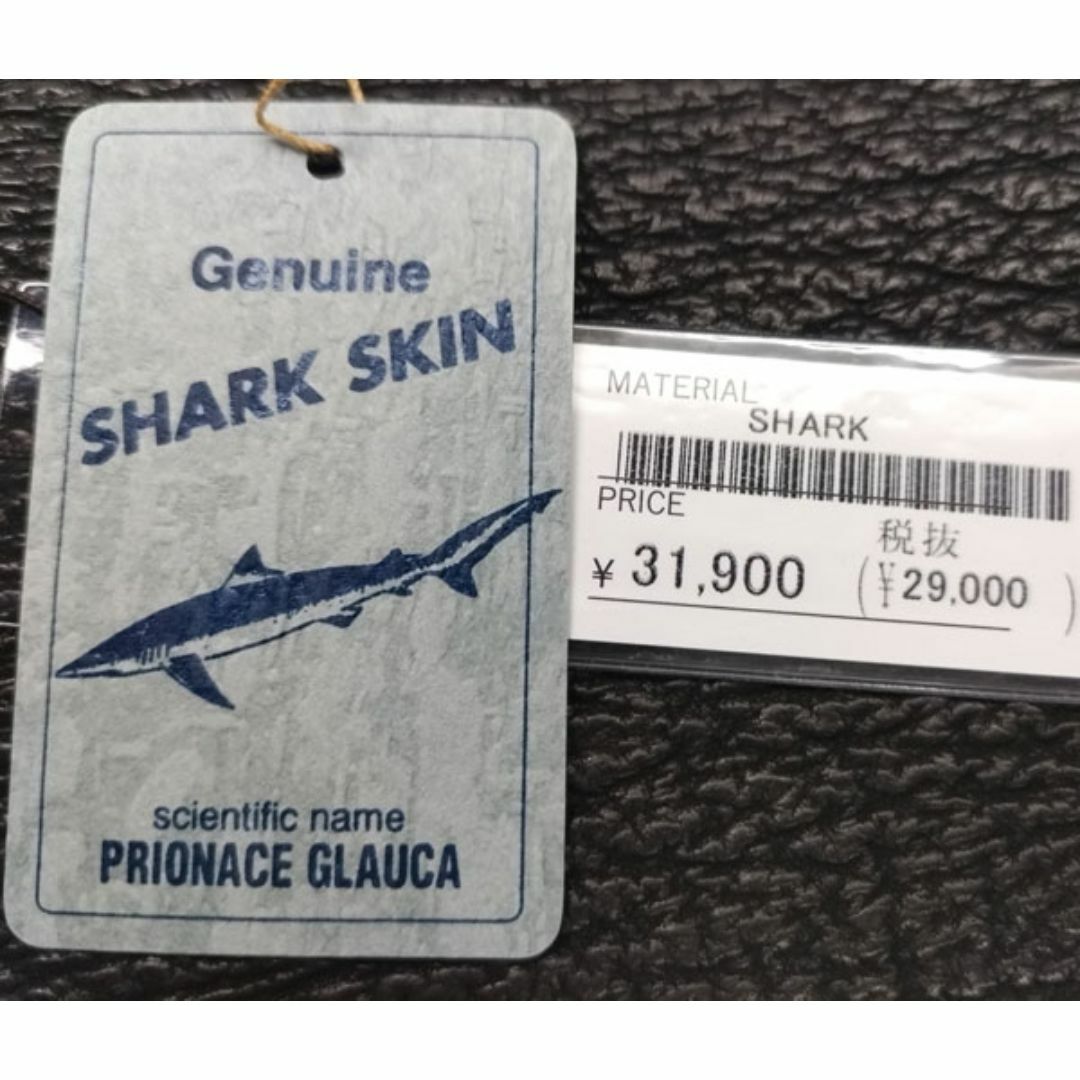 Genuine
SHARK SKIN
scientific name
PRIONACE GLAUCA
MATERIAL
SHARK
PRICE
税抜
¥ 31,900 (¥29,000)